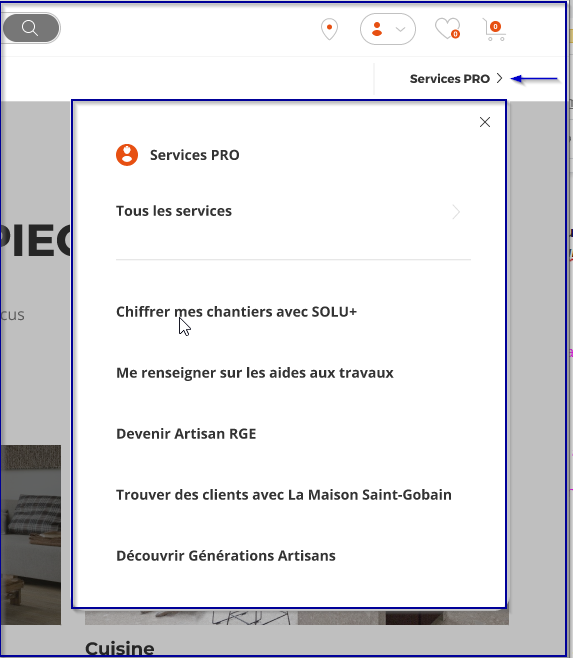 0
0
Services PRO
Services PRO
Tous les services
PIEC
cus
Chiffrer mes chantiers avec SOLU+
Me renseigner sur les aides aux travaux
Devenir Artisan RGE
Trouver des clients avec La Maison Saint-Gobain
Découvrir Générations Artisans
Cuisine